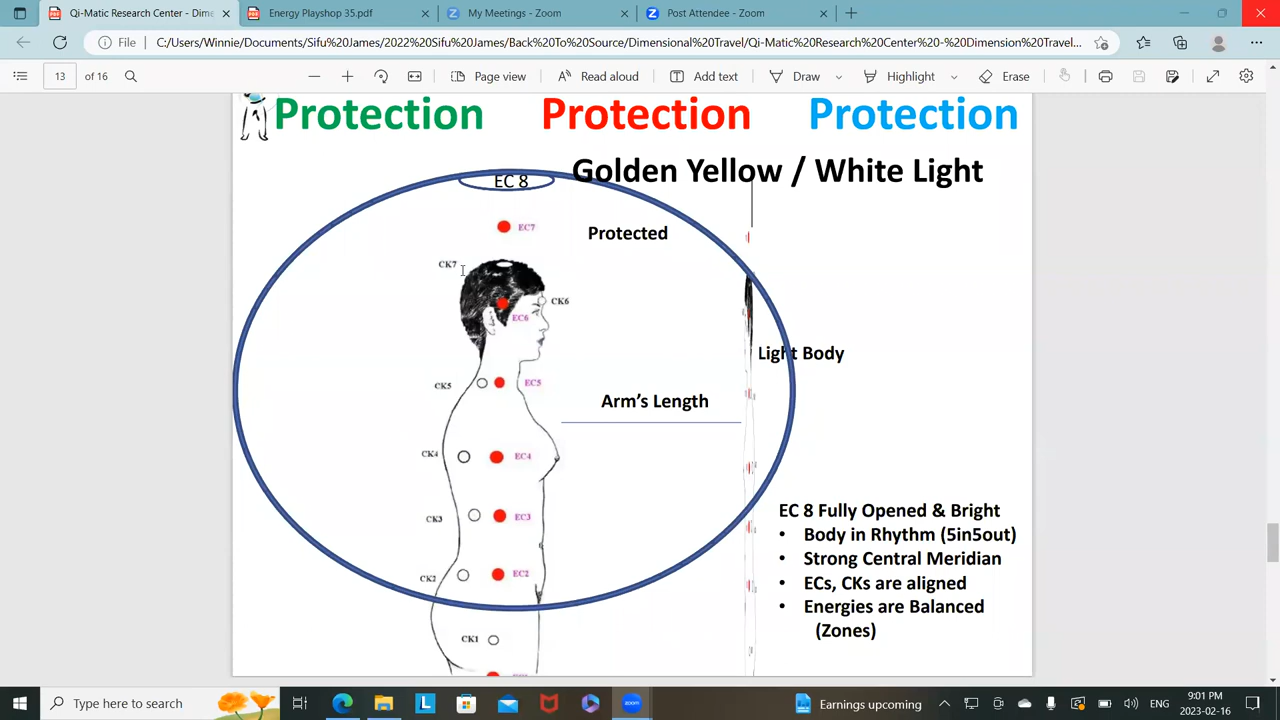 Qi-Matic Research Center - Dime
Energy Playshop 35.pdf
My Meetings - Zoom
Post Attendee - Zoom
File
C:/Users/Winnie/Documents/Sifu%20James/2022%20Sifu%20James/Back%20To%20Source/Dimensional%20Travel/Qi-Matic%20Research%20Center%20-%20Dimension%20Travel...
13 of 16
Page view
Read aloud
Add text
Draw
Highlight
Erase
Protection Protection Protection
Golden Yellow / White Light
EC 8
EC7
Protected
CK7
CK6
EC6
Light Body
CK5
EC5
Arm's Length
CK4
EC4
EC 8 Fully Opened & Bright
CK3
EC3
• Body in Rhythm (5in5out)
• Strong Central Meridian
CK2
EC2
• ECs, CKs are aligned
• Energies are Balanced
(Zones)
CK1
Type here to search
Earnings upcoming
ENG
9:01 PM
2023-02-16